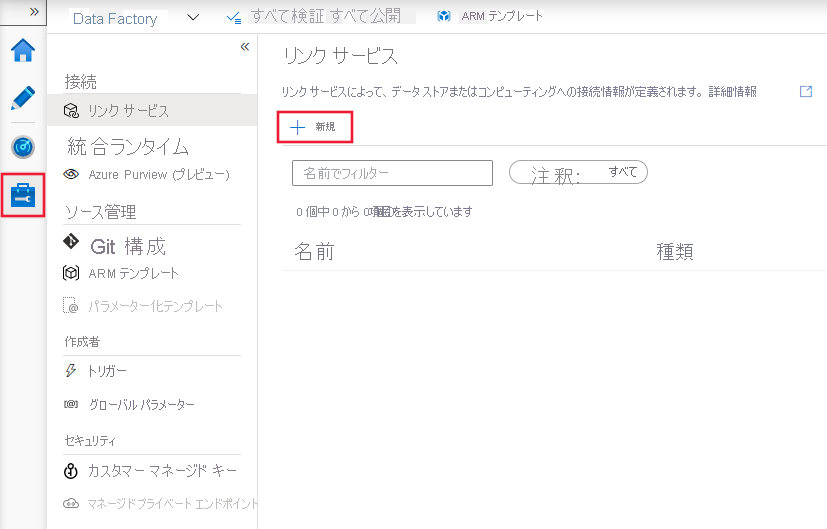 »
Data Factory
すべて検証 すべて公開
ARM テンプレート
«
接続
リンク サービス
統合ランタイム
Azure Purview (プレビュー)
ソース管理
Git 構成
ARM テンプレート
パラメーター化テンプレート
作成者
トリガー
グローバル パラメーター
セキュリティ
カスタマー マネージド キー
マネージド プライベート エンドポイント
リンク サービス
リンク サービスによって、データ ストアまたはコンピューティングへの接続情報が定義されます。 詳細情報
新規
名前でフィルター
注釈: すべて
0 個中 0 から 0 を表示しています
名前 種類